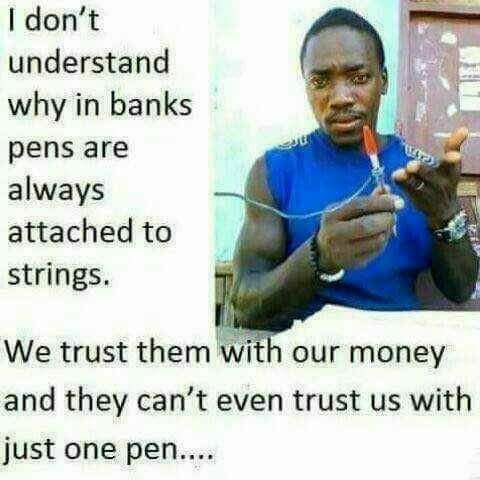 I don't
understand
why in banks
pens are
always
attached to
strings.
We trust them with our money
and they can't even trust us with
just one pen....